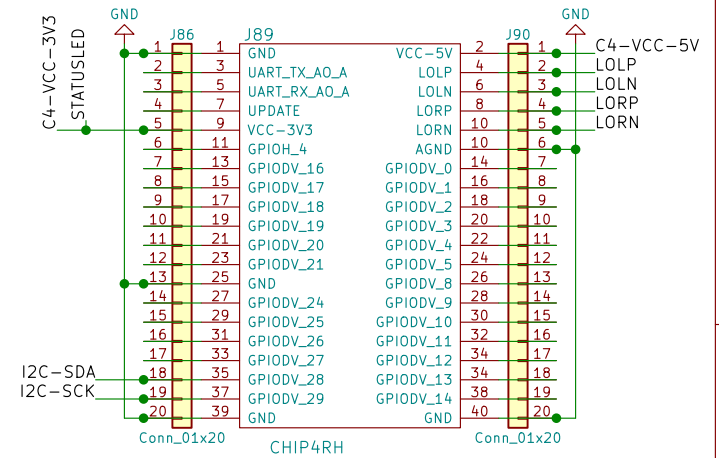 GND GND
J86 J89 J90
C4-VCC-3V3
STATUSLED
1 1 GND VCC-5V 2 1 C4-VCC-5V
2 3 UART_TX_AO_A LOLP 4 2 LOLP
3 5 UART_RX_AO_A LOLN 6 3 LOLN
4 7 UPDATE LORP 8 4 LORP
5 9 VCC-3V3 LORN 10 5 LORN
6 11 GPIOH_4 AGND 10 6
7 13 GPIODV_16 GPIODV_0 14 7
8 15 GPIODV_17 GPIODV_1 16 8
9 17 GPIODV_18 GPIODV_2 18 9
10 19 GPIODV_19 GPIODV_3 20 10
11 21 GPIODV_20 GPIODV_4 22 11
12 23 GPIODV_21 GPIODV_5 24 12
13 25 GND GPIODV_8 26 13
14 27 GPIODV_24 GPIODV_9 28 14
15 29 GPIODV_25 GPIODV_10 30 15
16 31 GPIODV_26 GPIODV_11 32 16
17 33 GPIODV_27 GPIODV_12 34 17
I2C-SDA 18 35 GPIODV_28 GPIODV_13 34 18
I2C-SCK 19 37 GPIODV_29 GPIODV_14 38 19
20 39 GND GND 40 20
Conn_01x20 Conn_01x20
CHIP4RH